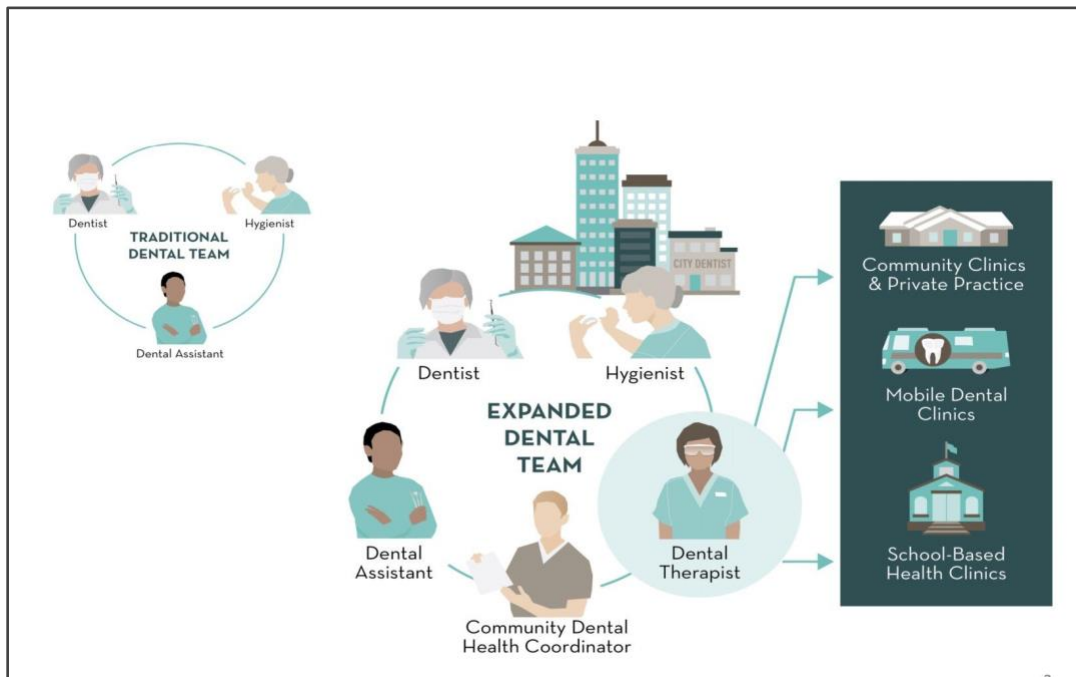 Dentist
Hygienist
TRADITIONAL
DENTAL TEAM
Dental Assistant
CITY DENTIST
Dentist
Hygienist
EXPANDED
DENTAL
TEAM
Dental
Assistant
Community Dental
Health Coordinator
Dental
Therapist
Community Clinics
& Private Practice
Mobile Dental
Clinics
School-Based
Health Clinics